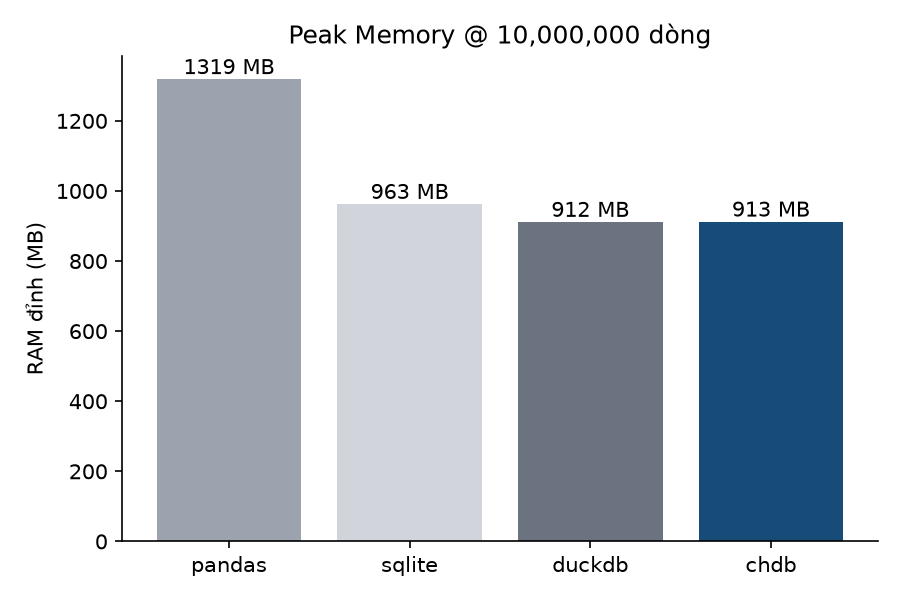 Peak Memory @ 10,000,000 dòng
1319 MB
963 MB
912 MB
913 MB
RAM đỉnh (MB)
1200
1000
800
600
400
200
0
pandas
sqlite
duckdb
chdb